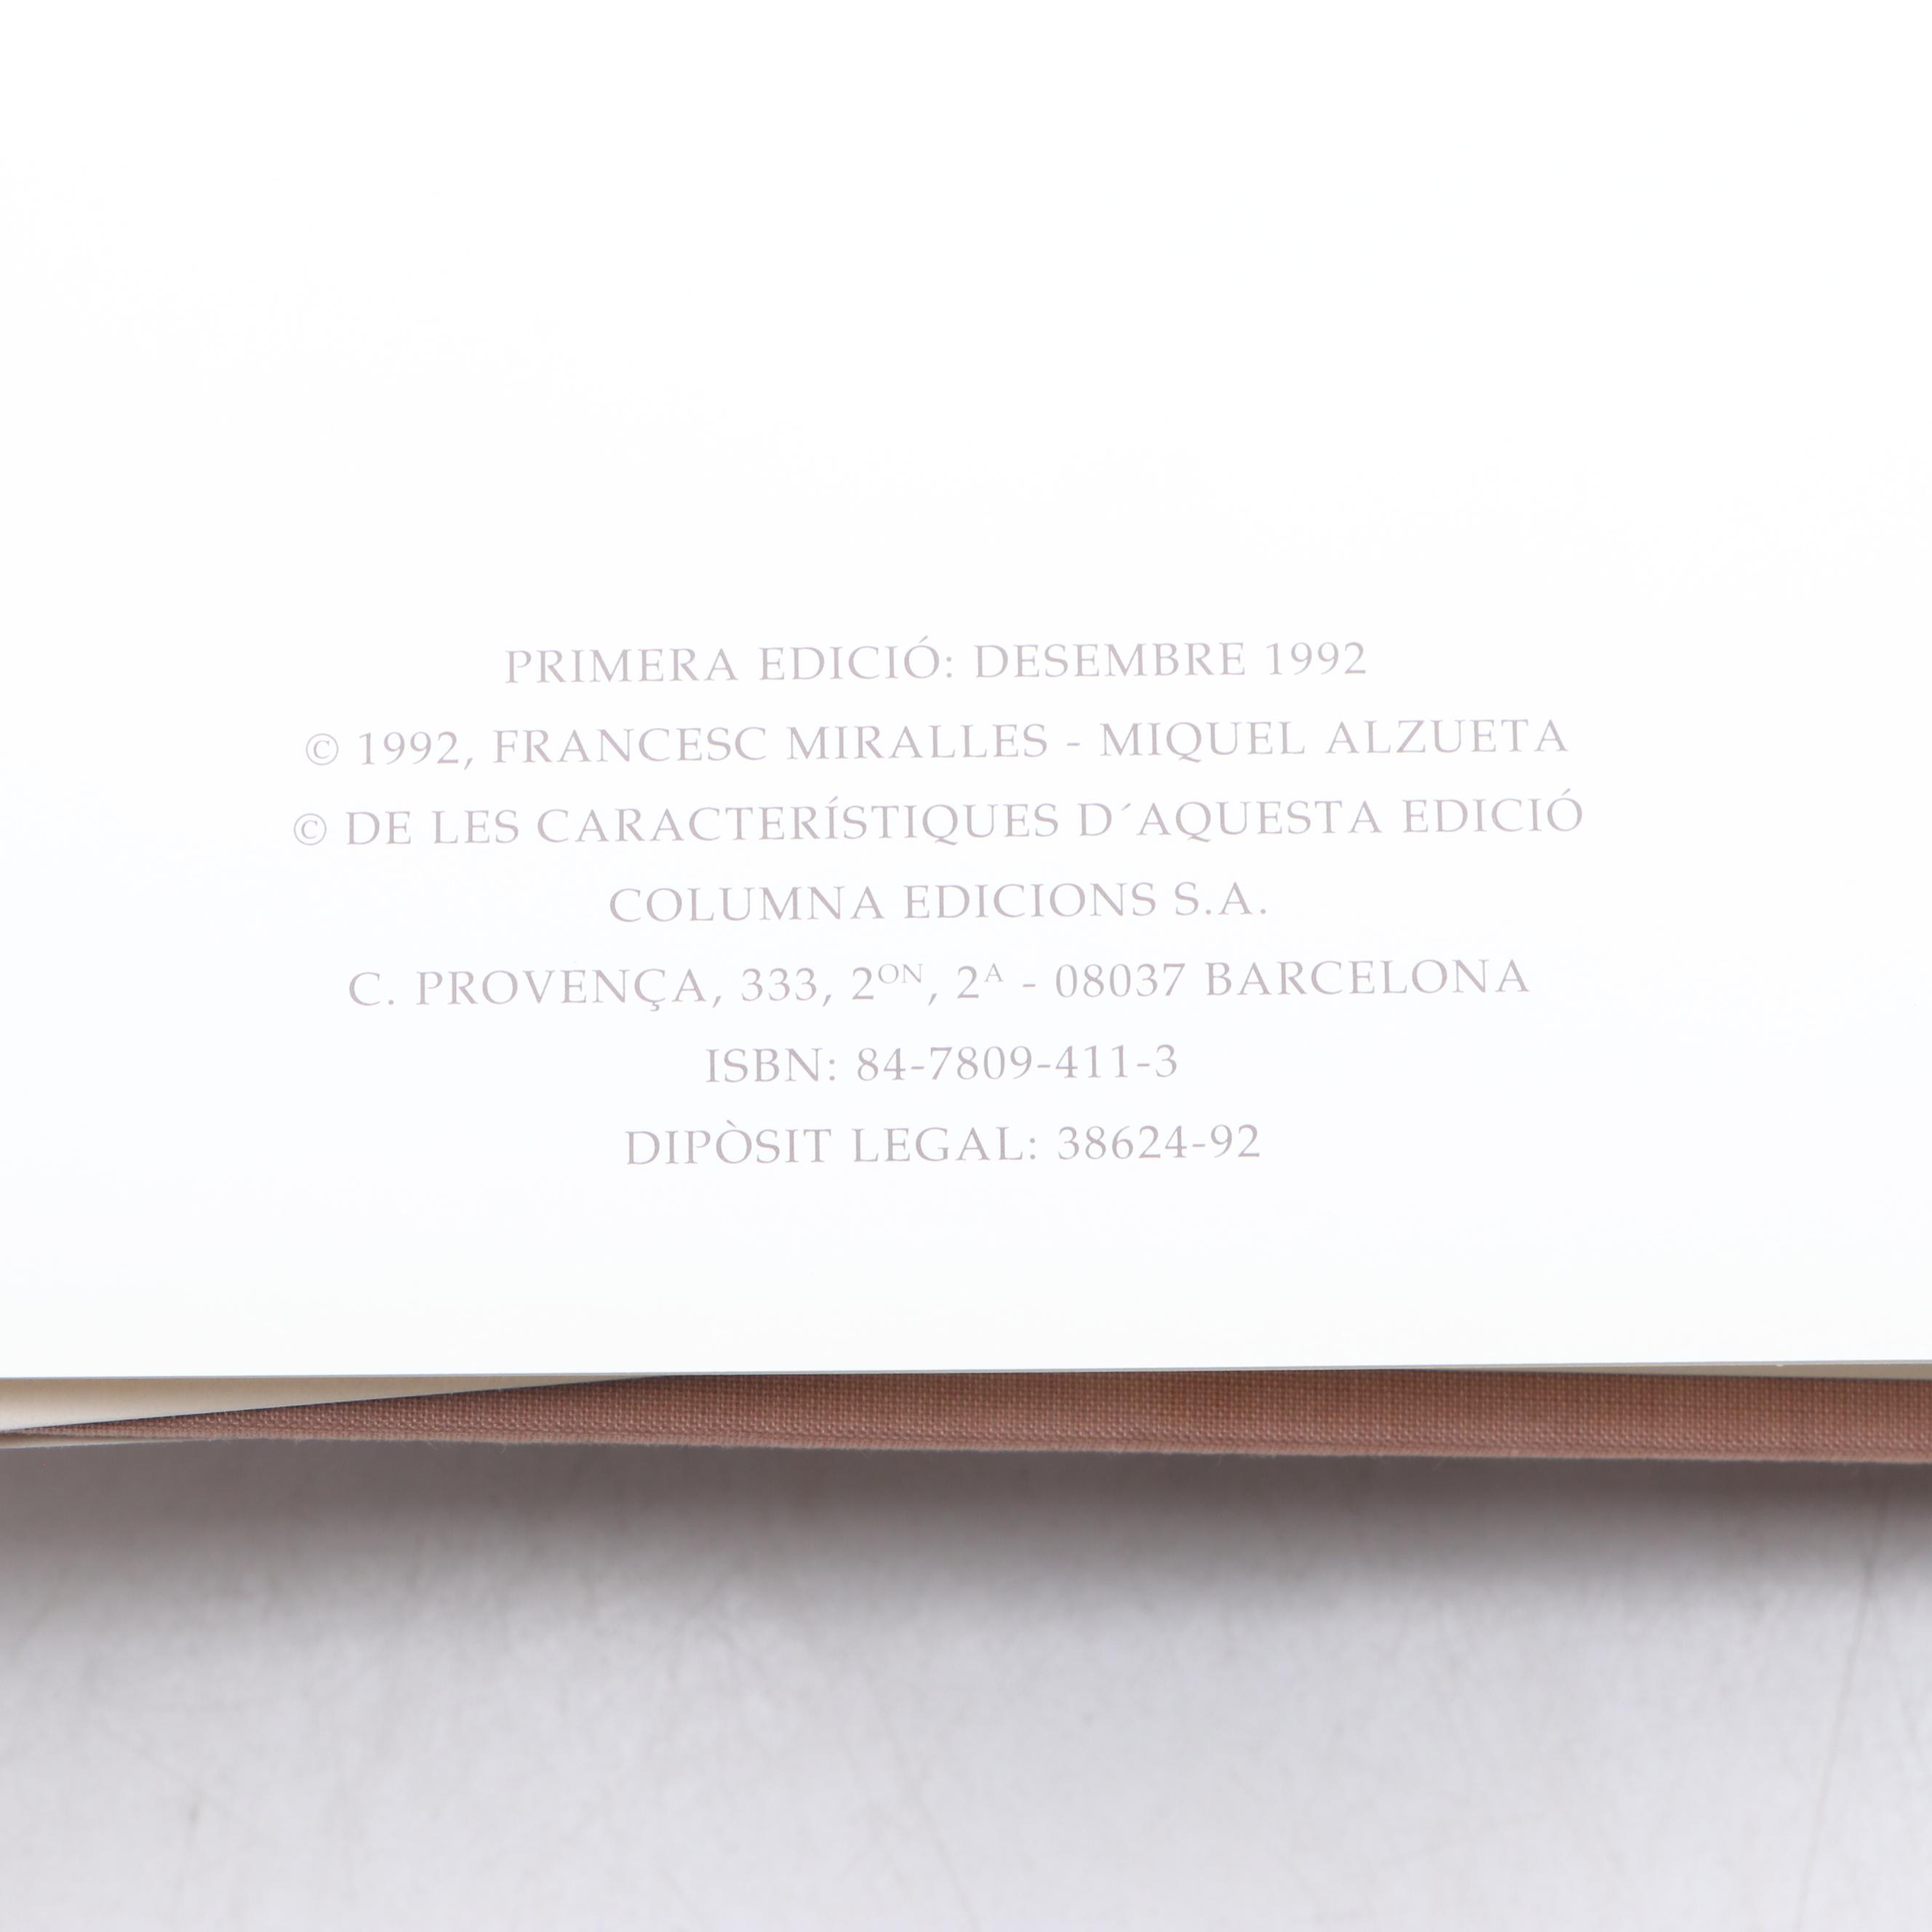 PRIMERA EDICIÓ: DESEMBRE 1992
© 1992, FRANCESC MIRALLES - MIQUEL ALZUETA
© DE LES CARACTERÍSTIQUES D´AQUESTA EDICIÓ
COLUMNA EDICIONS S.A.
C. PROVENÇA, 333, 2ON, 2A - 08037 BARCELONA
ISBN: 84-7809-411-3
DIPÒSIT LEGAL: 38624-92